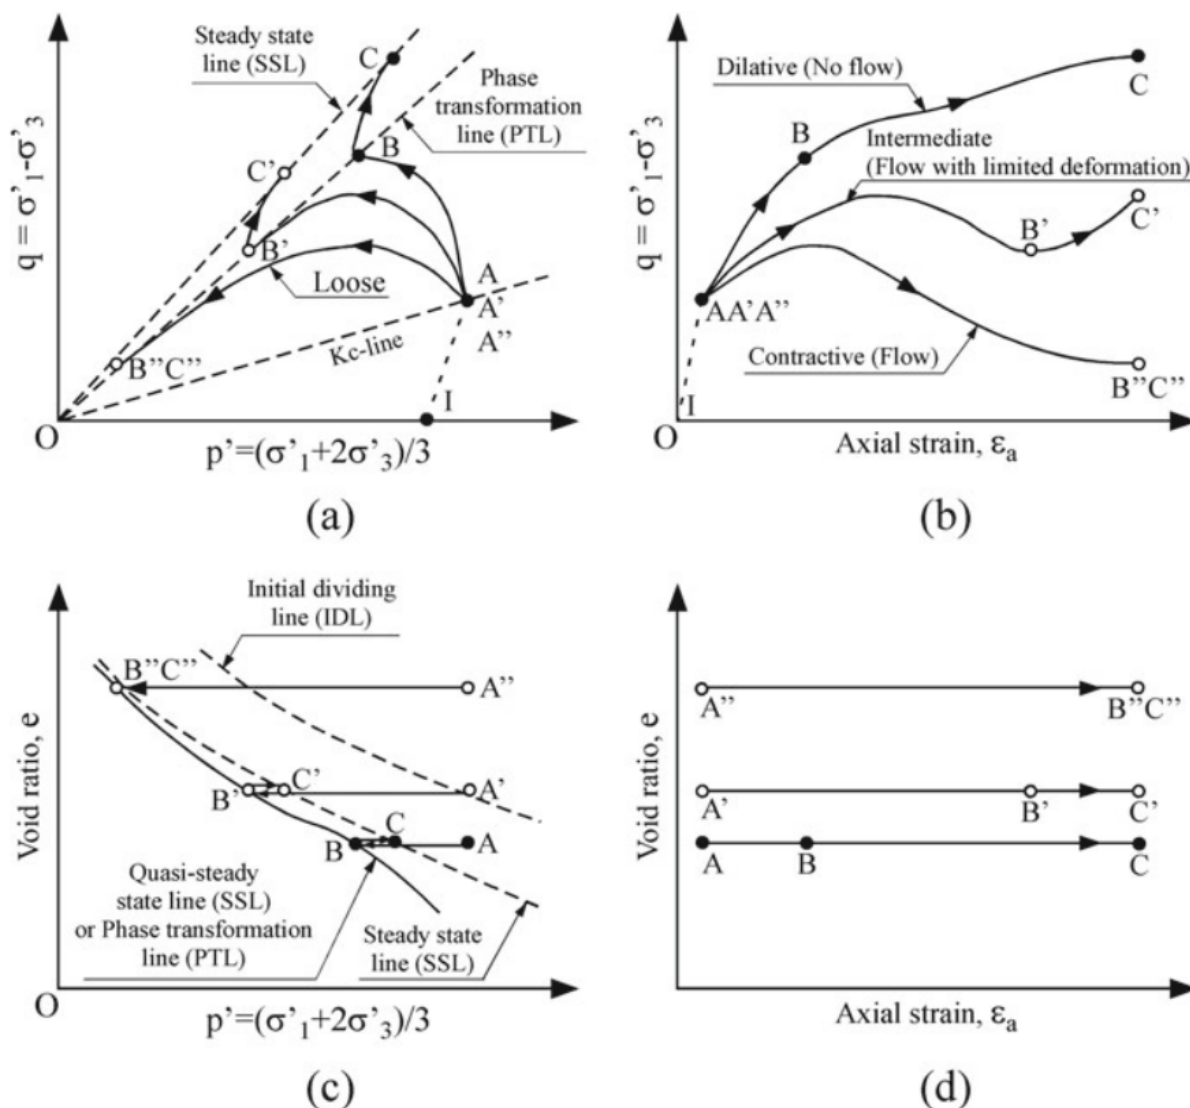 Steady state
line (SSL)
C
Phase
transformation
line (PTL)
B
C'
B'
Loose
A
A'
A''
Kc-line
B''C''
I
O
q = σ'1-σ'3
p'=(σ'1+2σ'3)/3
(a)
Dilative (No flow)
C
B
Intermediate
(Flow with limited deformation)
B'
C'
AA'A''
Contractive (Flow)
B''C''
I
O
q = σ'1-σ'3
Axial strain, εa
(b)
Initial dividing
line (IDL)
B''C''
A''
C'
B'
A'
C
B
A
Quasi-steady
state line (SSL)
or Phase transformation
line (PTL)
Steady state
line (SSL)
Void ratio, e
O
p'=(σ'1+2σ'3)/3
(c)
A''
B''C''
A'
B'
C'
A
B
C
Void ratio, e
O
Axial strain, εa
(d)